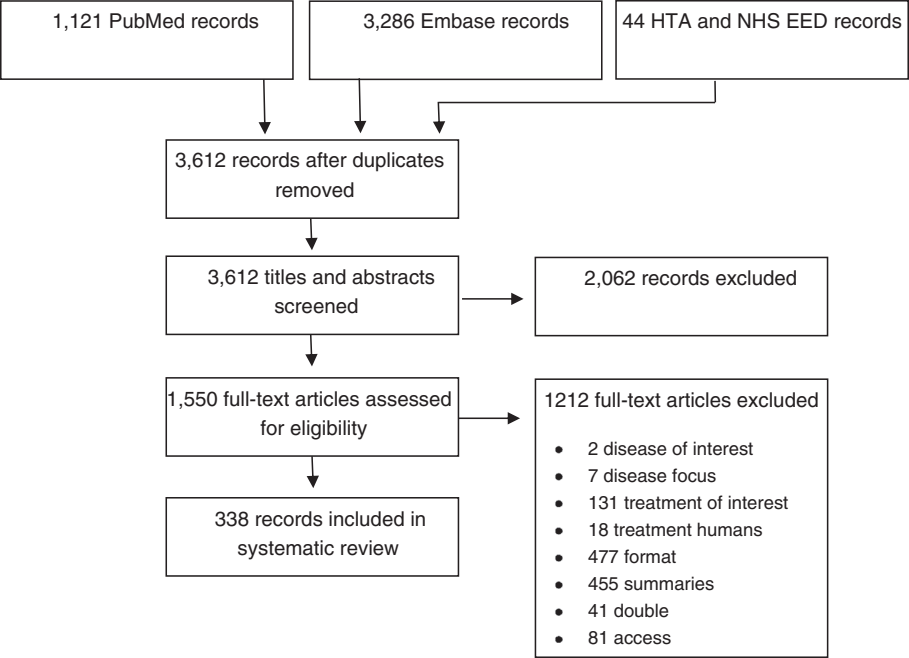 1,121 PubMed records
3,286 Embase records
44 HTA and NHS EED records
3,612 records after duplicates
removed
3,612 titles and abstracts
screened
2,062 records excluded
1,550 full-text articles assessed
for eligibility
1212 full-text articles excluded
• 2 disease of interest
• 7 disease focus
• 131 treatment of interest
• 18 treatment humans
• 477 format
• 455 summaries
• 41 double
• 81 access
338 records included in
systematic review